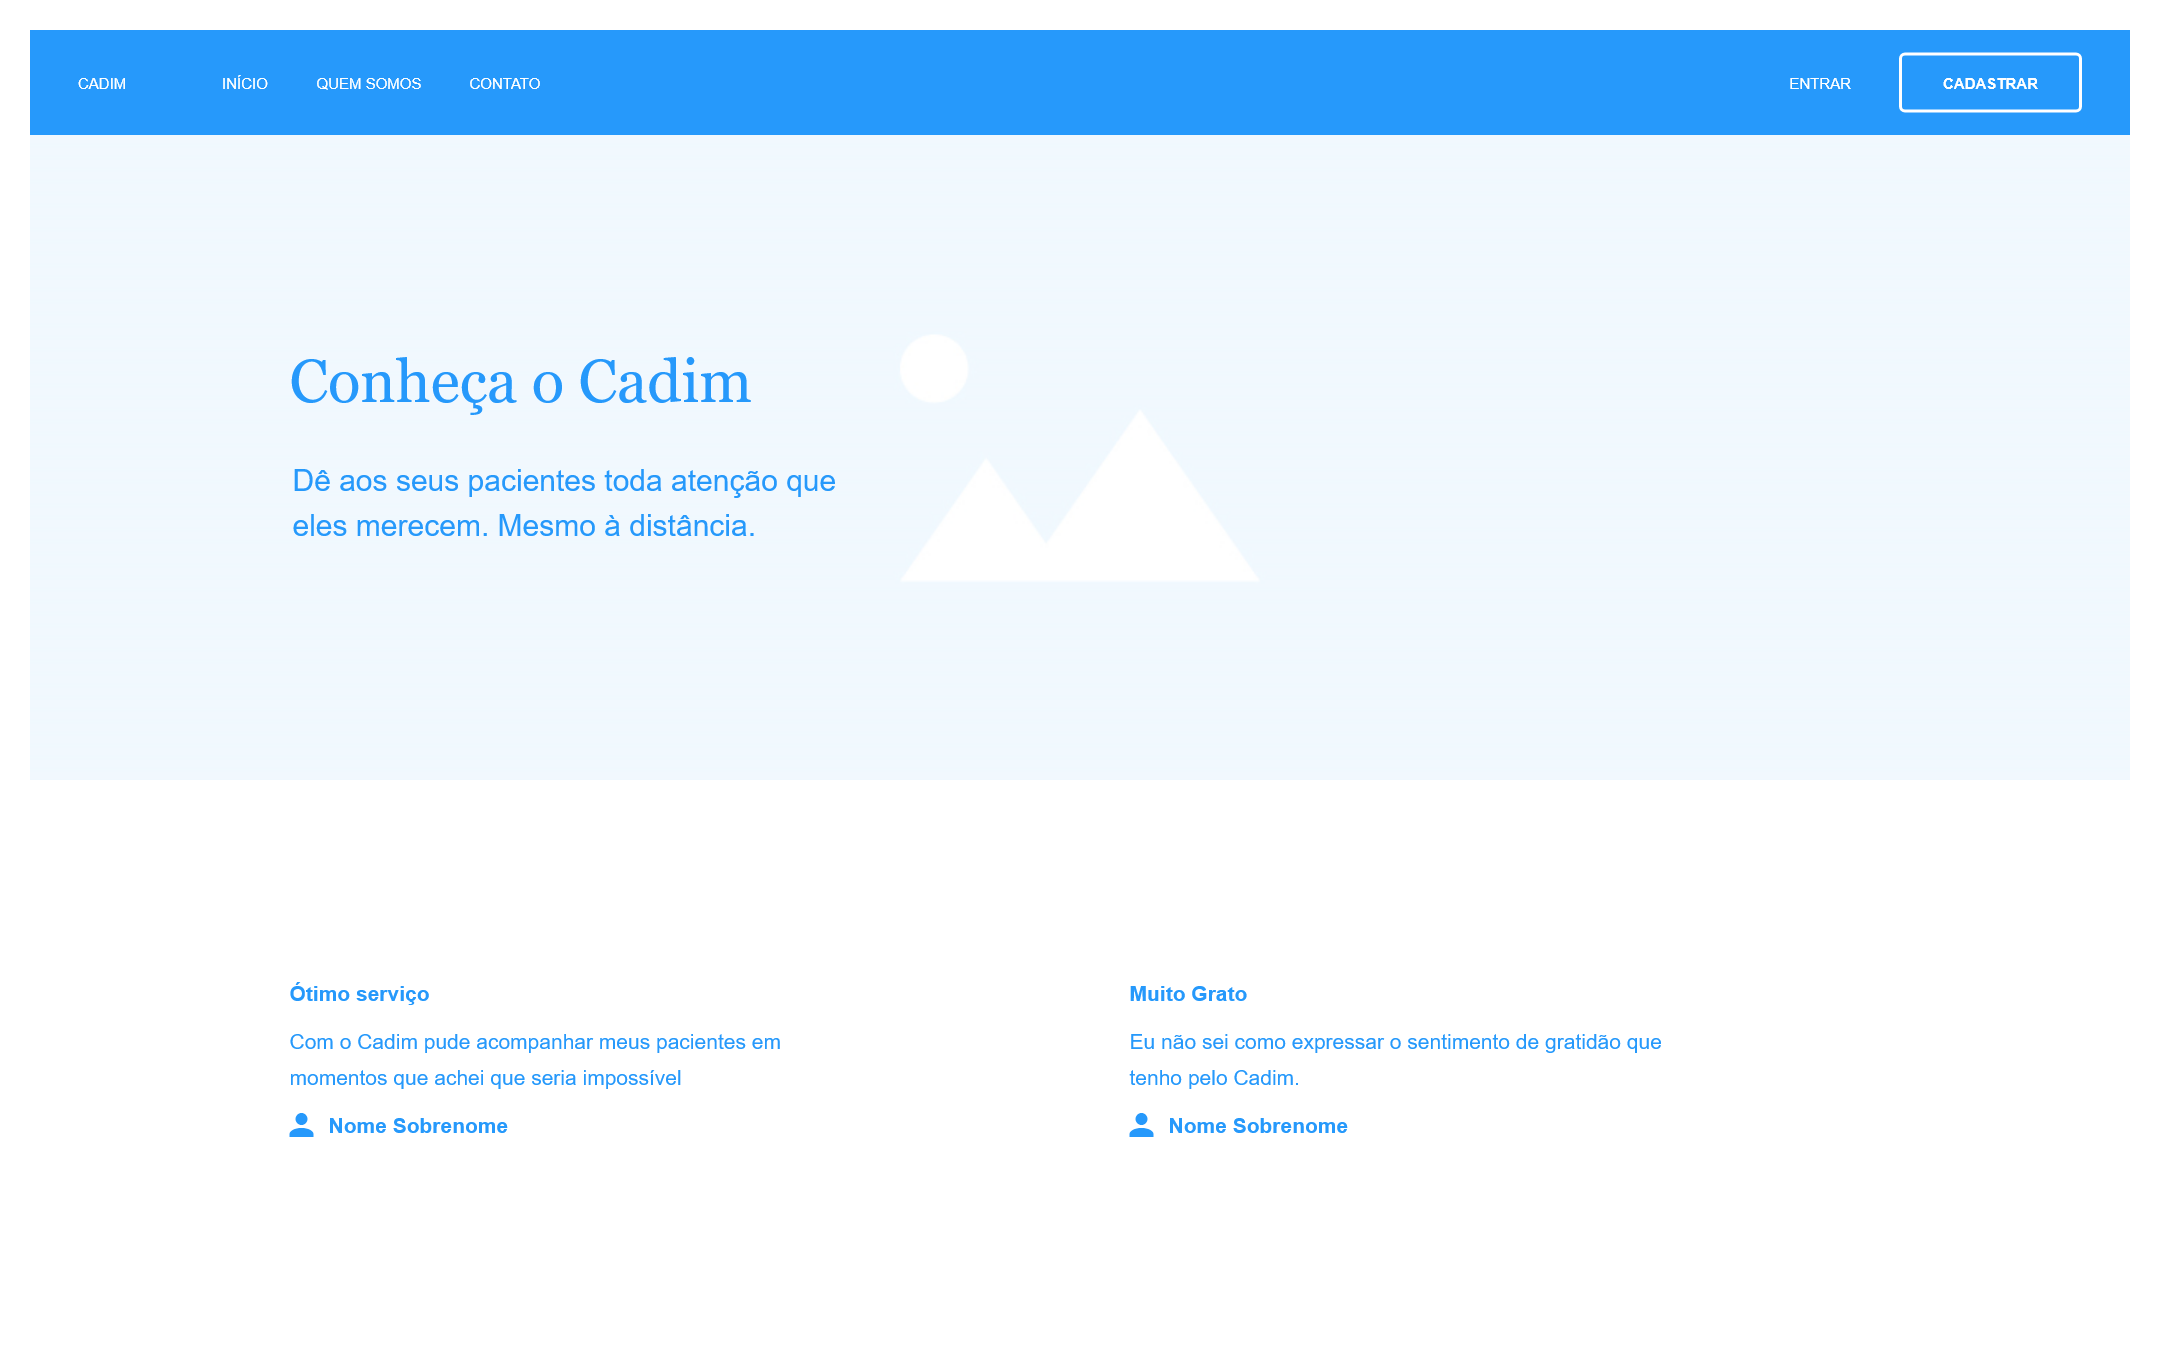 CADIM INÍCIO QUEM SOMOS CONTATO ENTRAR CADASTRAR
Conheça o Cadim
Dê aos seus pacientes toda atenção que
eles merecem. Mesmo à distância.
Ótimo serviço
Com o Cadim pude acompanhar meus pacientes em
momentos que achei que seria impossível
Nome Sobrenome
Muito Grato
Eu não sei como expressar o sentimento de gratidão que
tenho pelo Cadim.
Nome Sobrenome